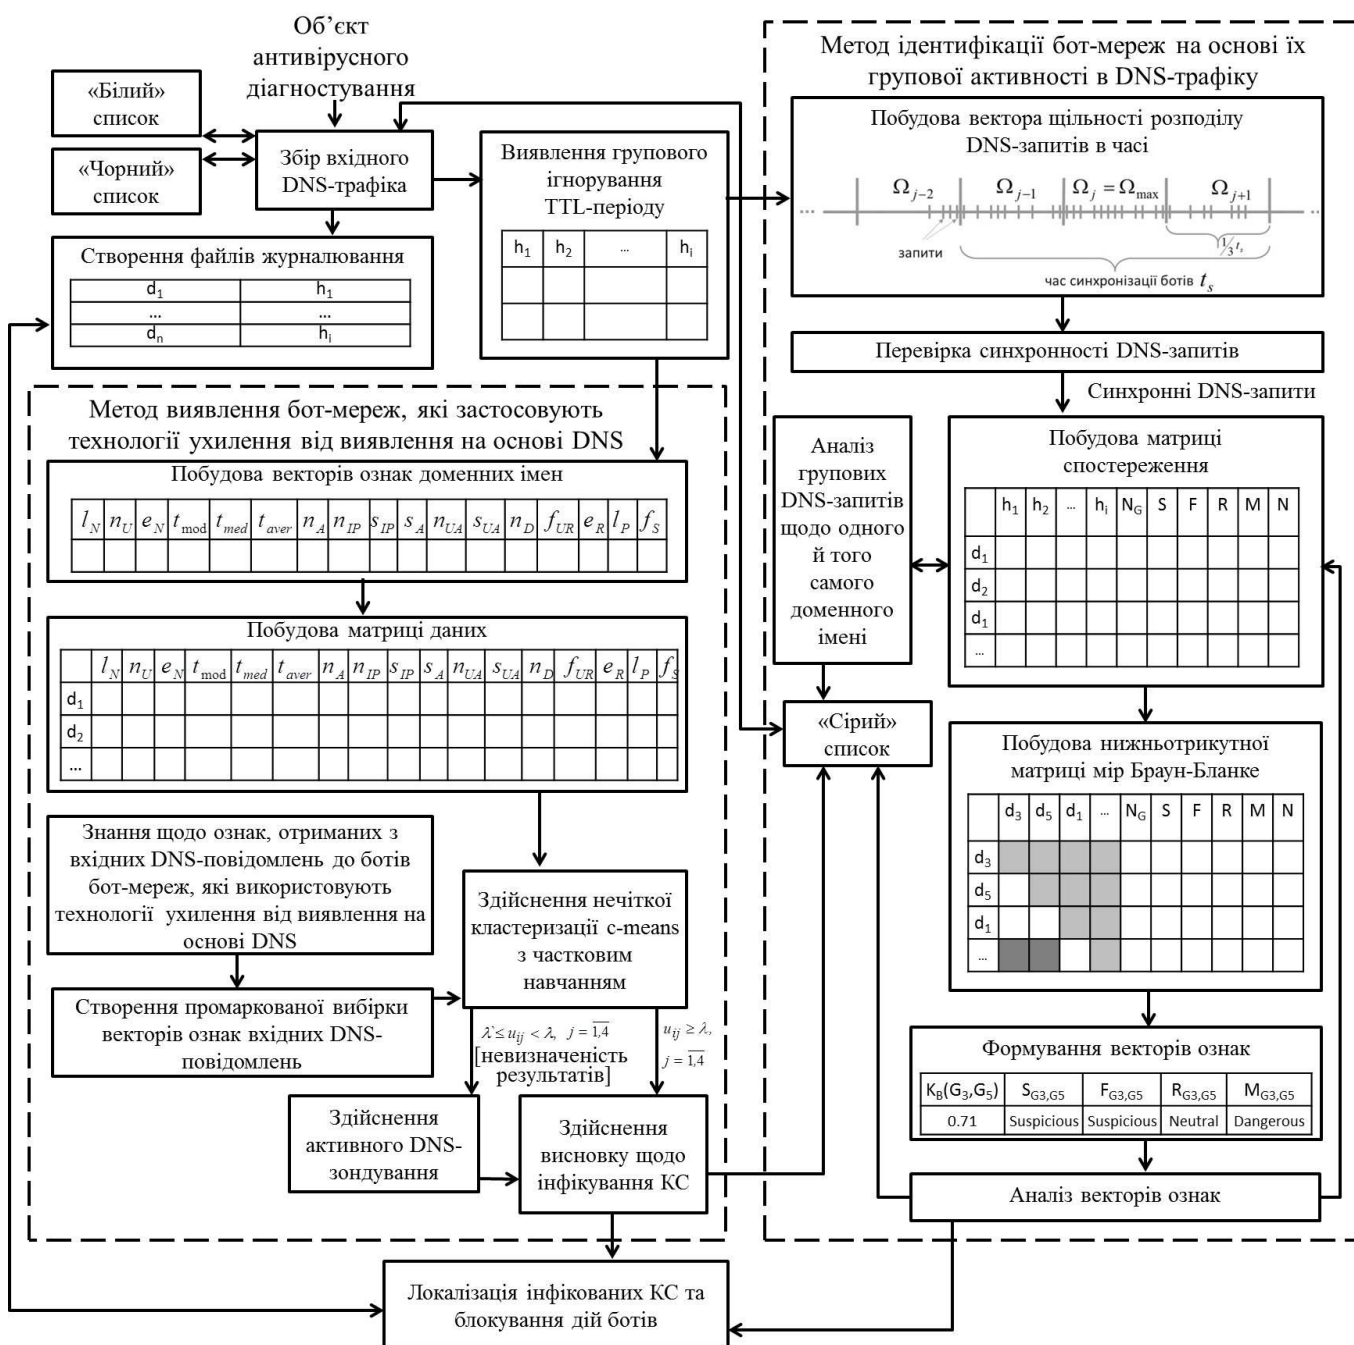 Об’єкт
антивірусного
діагностування
«Білий»
список
«Чорний»
список
Збір вхідного
DNS-трафіка
Створення файлів журналювання
d1 h1
... ...
dn hi
Виявлення групового
ігнорування
TTL-періоду
h1 h2 ... hi
Метод ідентифікації бот-мереж на основі їх
групової активності в DNS-трафіку
Побудова вектора щільності розподілу
DNS-запитів в часі
... Ωj−2 Ωj−1 Ωj = Ωmax Ωj+1 ...
запити
1/3 ts
час синхронізації ботів ts
Перевірка синхронності DNS-запитів
Синхронні DNS-запити
Побудова матриці
спостереження
h1 h2 ... hi NG S F R M N
d1
d2
d1
...
Аналіз
групових
DNS-запитів
щодо одного
й того
самого
доменного
імені
«Сірий»
список
Побудова нижньотрикутної
матриці мір Браун-Бланке
d3 d5 d1 ... NG S F R M N
d3
d5
d1
...
Формування векторів ознак
KB(G3,G5) SG3,G5 FG3,G5 RG3,G5 MG3,G5
0.71 Suspicious Suspicious Neutral Dangerous
Аналіз векторів ознак
Метод виявлення бот-мереж, які застосовують
технології ухилення від виявлення на основі DNS
Побудова векторів ознак доменних імен
lN nU eN tmod tmed taver nA nIP sIP sA nUA sUA nD fUR eR lP fS
Побудова матриці даних
lN nU eN tmod tmed taver nA nIP sIP sA nUA sUA nD fUR eR lP fS
d1
d2
...
Знання щодо ознак, отриманих з
вхідних DNS-повідомлень до ботів
бот-мереж, які використовують
технології ухилення від виявлення на
основі DNS
Створення промаркованої вибірки
векторів ознак вхідних DNS-
повідомлень
Здійснення нечіткої
кластеризації c-means
з частковим
навчанням
λ` ≤ uij < λ, j = 1,4
[невизначеність
результатів]
uij ≥ λ,
j = 1,4
Здійснення
активного DNS-
зондування
Здійснення
висновку щодо
інфікування КС
Локалізація інфікованих КС та
блокування дій ботів